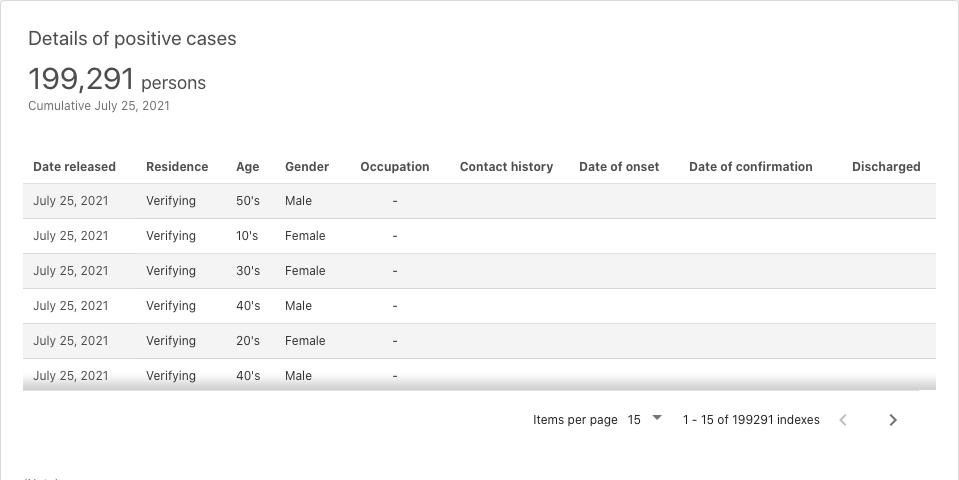 Details of positive cases
199,291 persons
Cumulative July 25, 2021
Date released Residence Age Gender Occupation Contact history Date of onset Date of confirmation Discharged
July 25, 2021 Verifying 50's Male -
July 25, 2021 Verifying 10's Female -
July 25, 2021 Verifying 30's Female -
July 25, 2021 Verifying 40's Male -
July 25, 2021 Verifying 20's Female -
July 25, 2021 Verifying 40's Male -
Items per page 15 1 - 15 of 199291 indexes